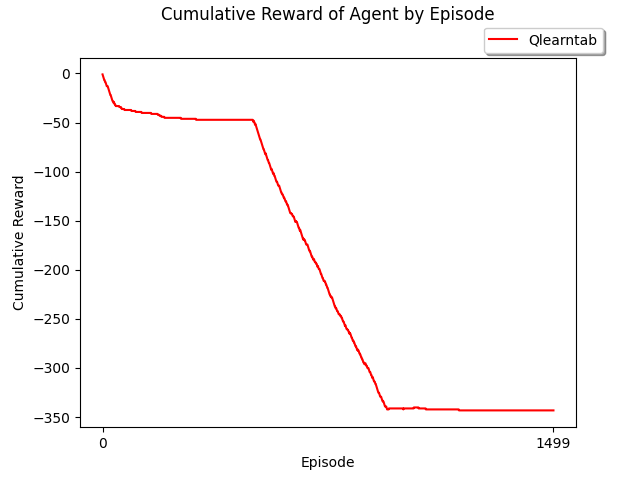 Cumulative Reward of Agent by Episode
Qlearntab
0
−50
−100
−150
−200
−250
−300
−350
Cumulative Reward
0
1499
Episode